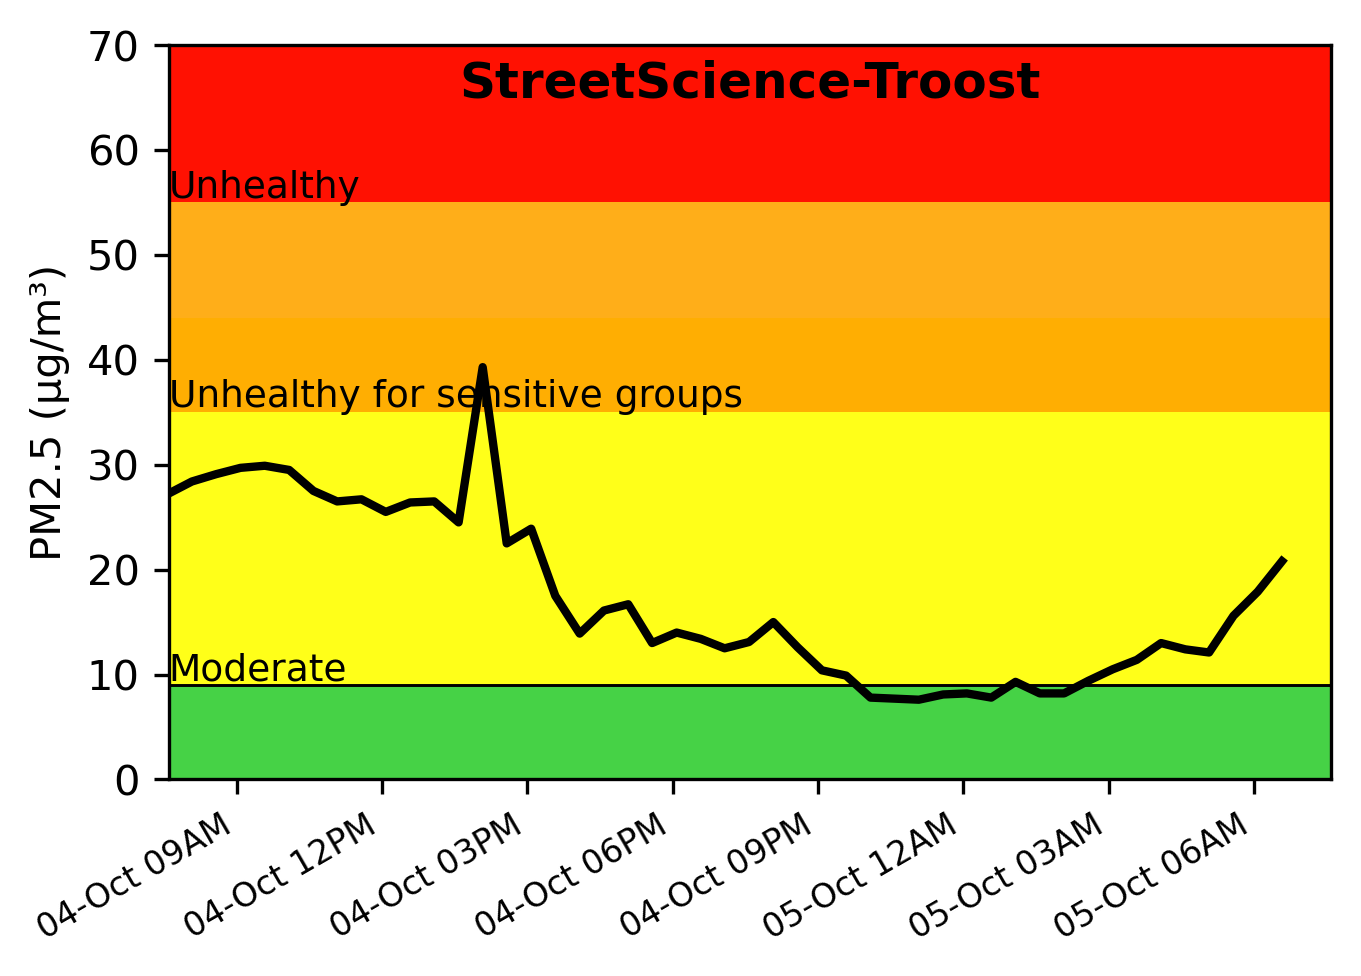 StreetScience-Troost
70
60
50
40
30
20
10
0
PM2.5 (µg/m³)
Unhealthy
Unhealthy for sensitive groups
Moderate
04-Oct 09AM
04-Oct 12PM
04-Oct 03PM
04-Oct 06PM
04-Oct 09PM
05-Oct 12AM
05-Oct 03AM
05-Oct 06AM